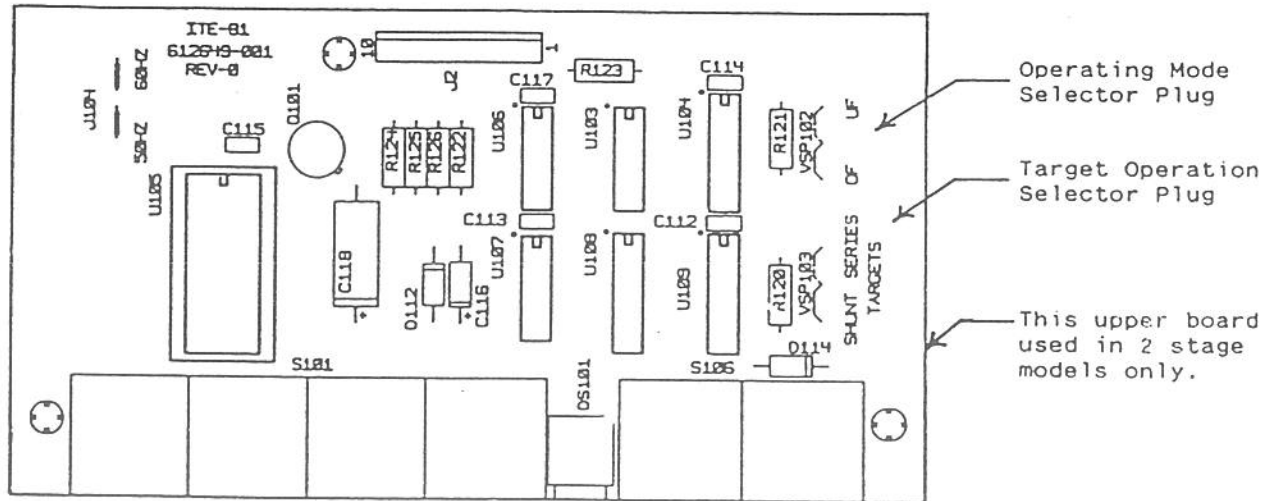 ITE-81
612649-001
REV-0
60HZ
J104
50HZ
C115
Q101
U105
10
1
J2
R123
C117
C114
U106
U103
U104
R124
R125
R126
R122
R121
VSP102
UF
OF
C113
C112
U107
U108
U109
C118
+
D112
C116
+
R120
VSP103
SHUNT SERIES
TARGETS
D114
S101
DS101
S106
Operating Mode
Selector Plug
Target Operation
Selector Plug
This upper board
used in 2 stage
models only.